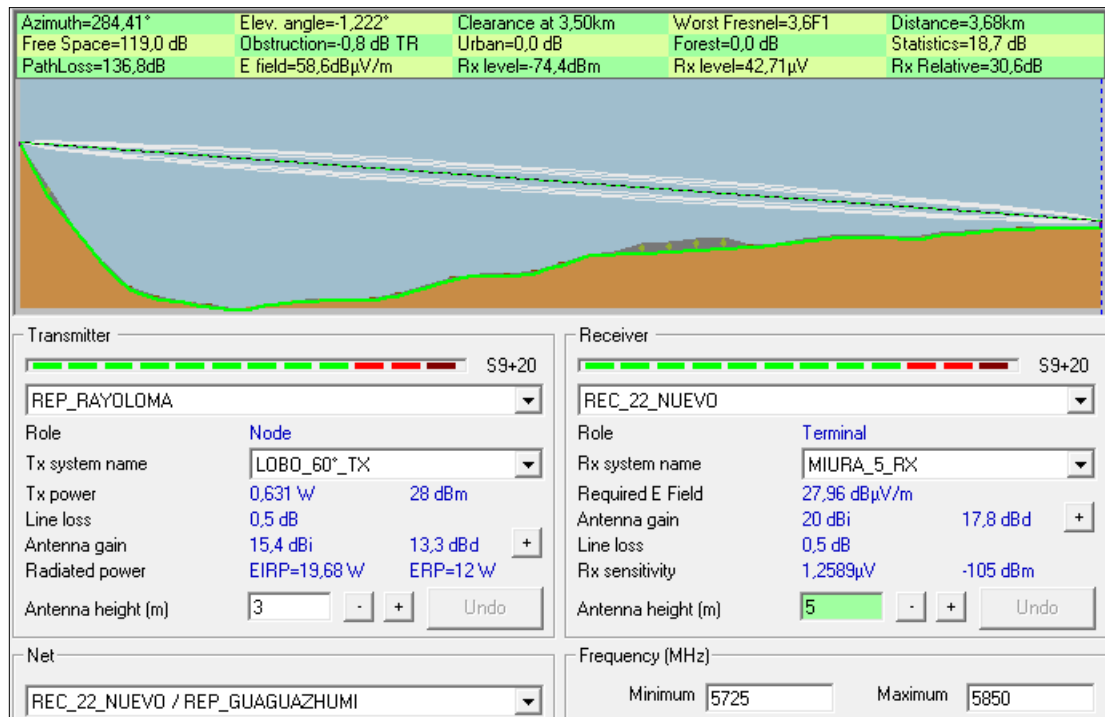 Azimuth=284,41° Elev. angle=-1,222° Clearance at 3,50km Worst Fresnel=3,6F1 Distance=3,68km
Free Space=119,0 dB Obstruction=-0,8 dB TR Urban=0,0 dB Forest=0,0 dB Statistics=18,7 dB
PathLoss=136,8dB E field=58,6dBµV/m Rx level=-74,4dBm Rx level=42,71µV Rx Relative=30,6dB
Transmitter
S9+20
REP_RAYOLOMA
Role Node
Tx system name LOBO_60°_TX
Tx power 0,631 W 28 dBm
Line loss 0,5 dB
Antenna gain 15,4 dBi 13,3 dBd +
Radiated power EIRP=19,68 W ERP=12 W
Antenna height (m) 3 - + Undo
Net
REC_22_NUEVO / REP_GUAGUAZHUMI
Receiver
S9+20
REC_22_NUEVO
Role Terminal
Rx system name MIURA_5_RX
Required E Field 27,96 dBµV/m
Antenna gain 20 dBi 17,8 dBd +
Line loss 0,5 dB
Rx sensitivity 1,2589µV -105 dBm
Antenna height (m) 5 - + Undo
Frequency (MHz)
Minimum 5725 Maximum 5850